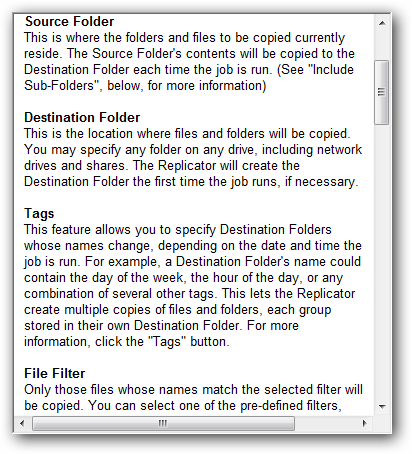 Source Folder
This is where the folders and files to be copied currently
reside. The Source Folder's contents will be copied to the
Destination Folder each time the job is run. (See "Include
Sub-Folders", below, for more information)
Destination Folder
This is the location where files and folders will be copied.
You may specify any folder on any drive, including network
drives and shares. The Replicator will create the
Destination Folder the first time the job runs, if necessary.
Tags
This feature allows you to specify Destination Folders
whose names change, depending on the date and time the
job is run. For example, a Destination Folder's name could
contain the day of the week, the hour of the day, or any
combination of several other tags. This lets the Replicator
create multiple copies of files and folders, each group
stored in their own Destination Folder. For more
information, click the "Tags" button.
File Filter
Only those files whose names match the selected filter will
be copied. You can select one of the pre-defined filters,